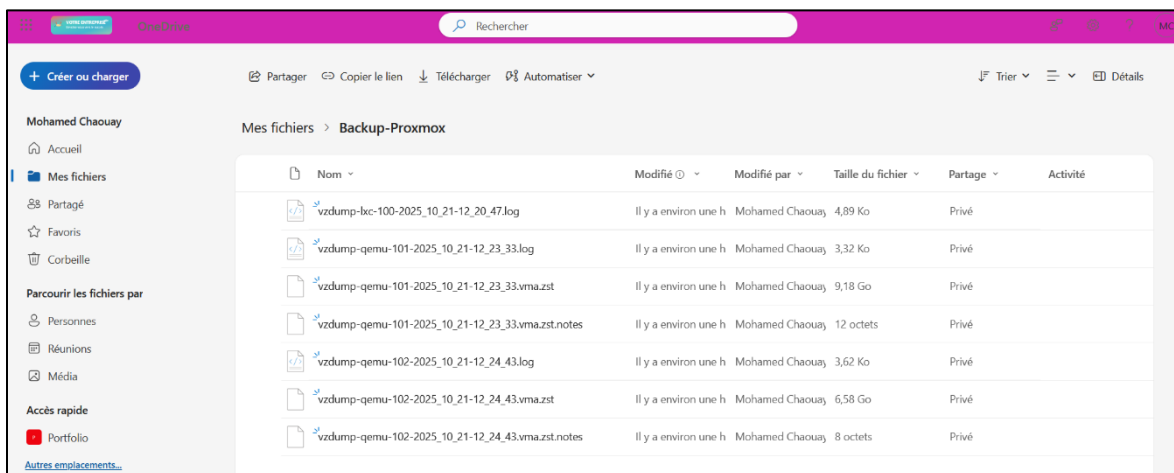 OneDrive
Rechercher
MC
+ Créer ou charger
Partager Copier le lien Télécharger Automatiser
Trier Détails
Mohamed Chaouay
Accueil
Mes fichiers
Partagé
Favoris
Corbeille
Parcourir les fichiers par
Personnes
Réunions
Média
Accès rapide
Portfolio
Autres emplacements...
Mes fichiers > Backup-Proxmox
Nom Modifié Modifié par Taille du fichier Partage Activité
vzdump-lxc-100-2025_10_21-12_20_47.log Il y a environ une h Mohamed Chaouay 4,89 Ko Privé
vzdump-qemu-101-2025_10_21-12_23_33.log Il y a environ une h Mohamed Chaouay 3,32 Ko Privé
vzdump-qemu-101-2025_10_21-12_23_33.vma.zst Il y a environ une h Mohamed Chaouay 9,18 Go Privé
vzdump-qemu-101-2025_10_21-12_23_33.vma.zst.notes Il y a environ une h Mohamed Chaouay 12 octets Privé
vzdump-qemu-102-2025_10_21-12_24_43.log Il y a environ une h Mohamed Chaouay 3,62 Ko Privé
vzdump-qemu-102-2025_10_21-12_24_43.vma.zst Il y a environ une h Mohamed Chaouay 6,58 Go Privé
vzdump-qemu-102-2025_10_21-12_24_43.vma.zst.notes Il y a environ une h Mohamed Chaouay 8 octets Privé